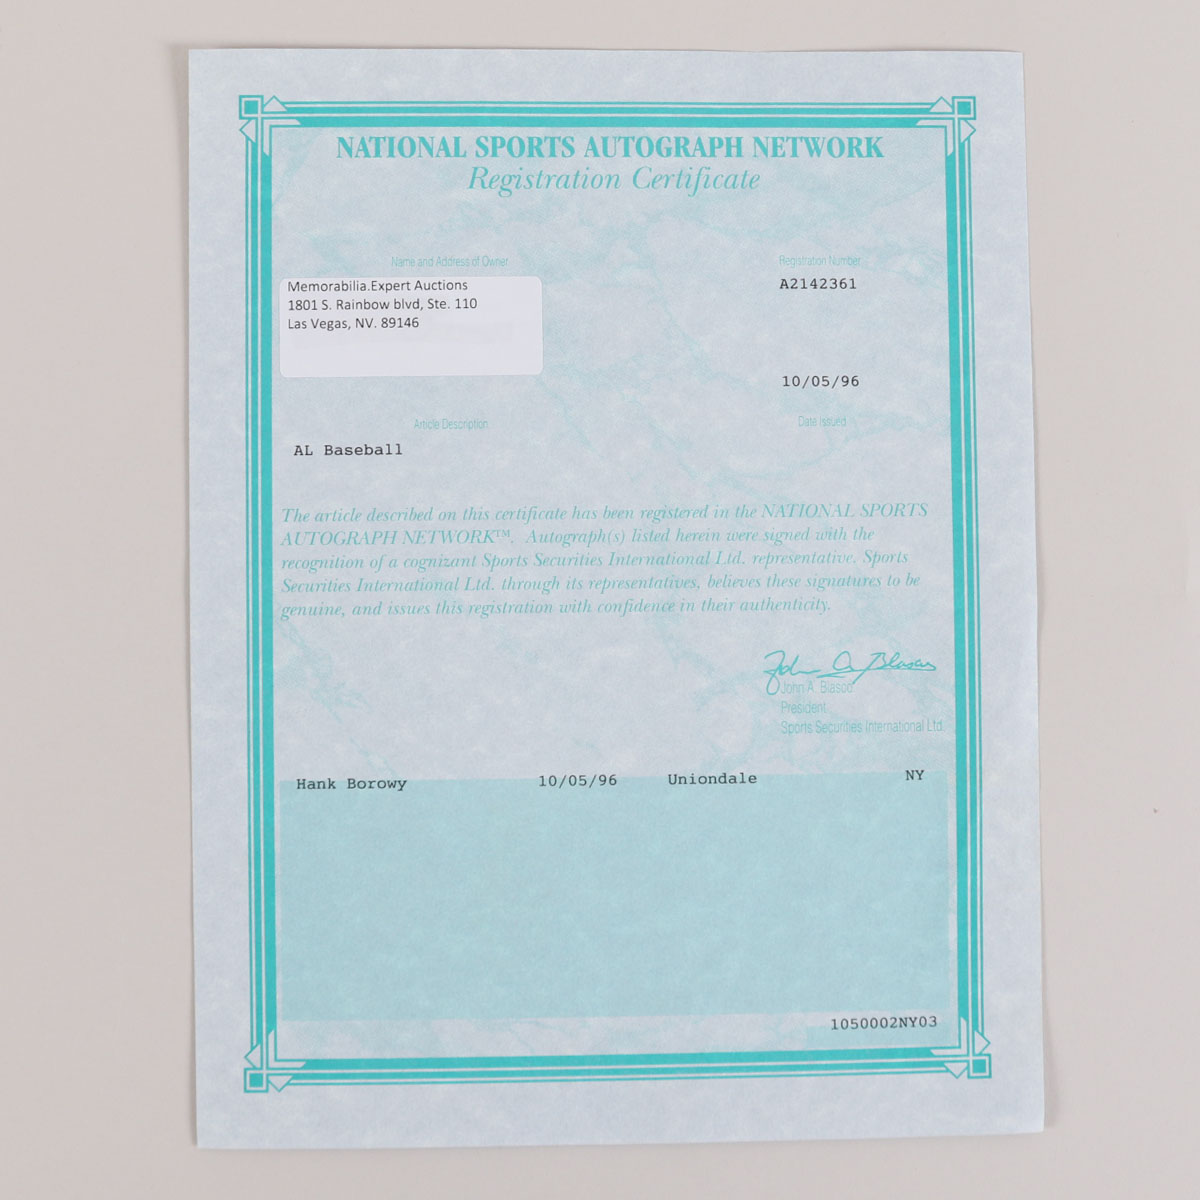 NATIONAL SPORTS AUTOGRAPH NETWORK
Registration Certificate
Name and Address of Owner
Registration Number
Memorabilia.Expert Auctions
1801 S. Rainbow blvd, Ste. 110
Las Vegas, NV. 89146
A2142361
10/05/96
Article Description
Date Issued
AL Baseball
The article described on this certificate has been registered in the NATIONAL SPORTS
AUTOGRAPH NETWORK™. Autograph(s) listed herein were signed with the
recognition of a cognizant Sports Securities International Ltd. representative. Sports
Securities International Ltd. through its representatives, believes these signatures to be
genuine, and issues this registration with confidence in their authenticity.
John A. Blasco
John A. Blasco
President
Sports Securities International Ltd.
Hank Borowy 10/05/96 Uniondale NY
1050002NY03